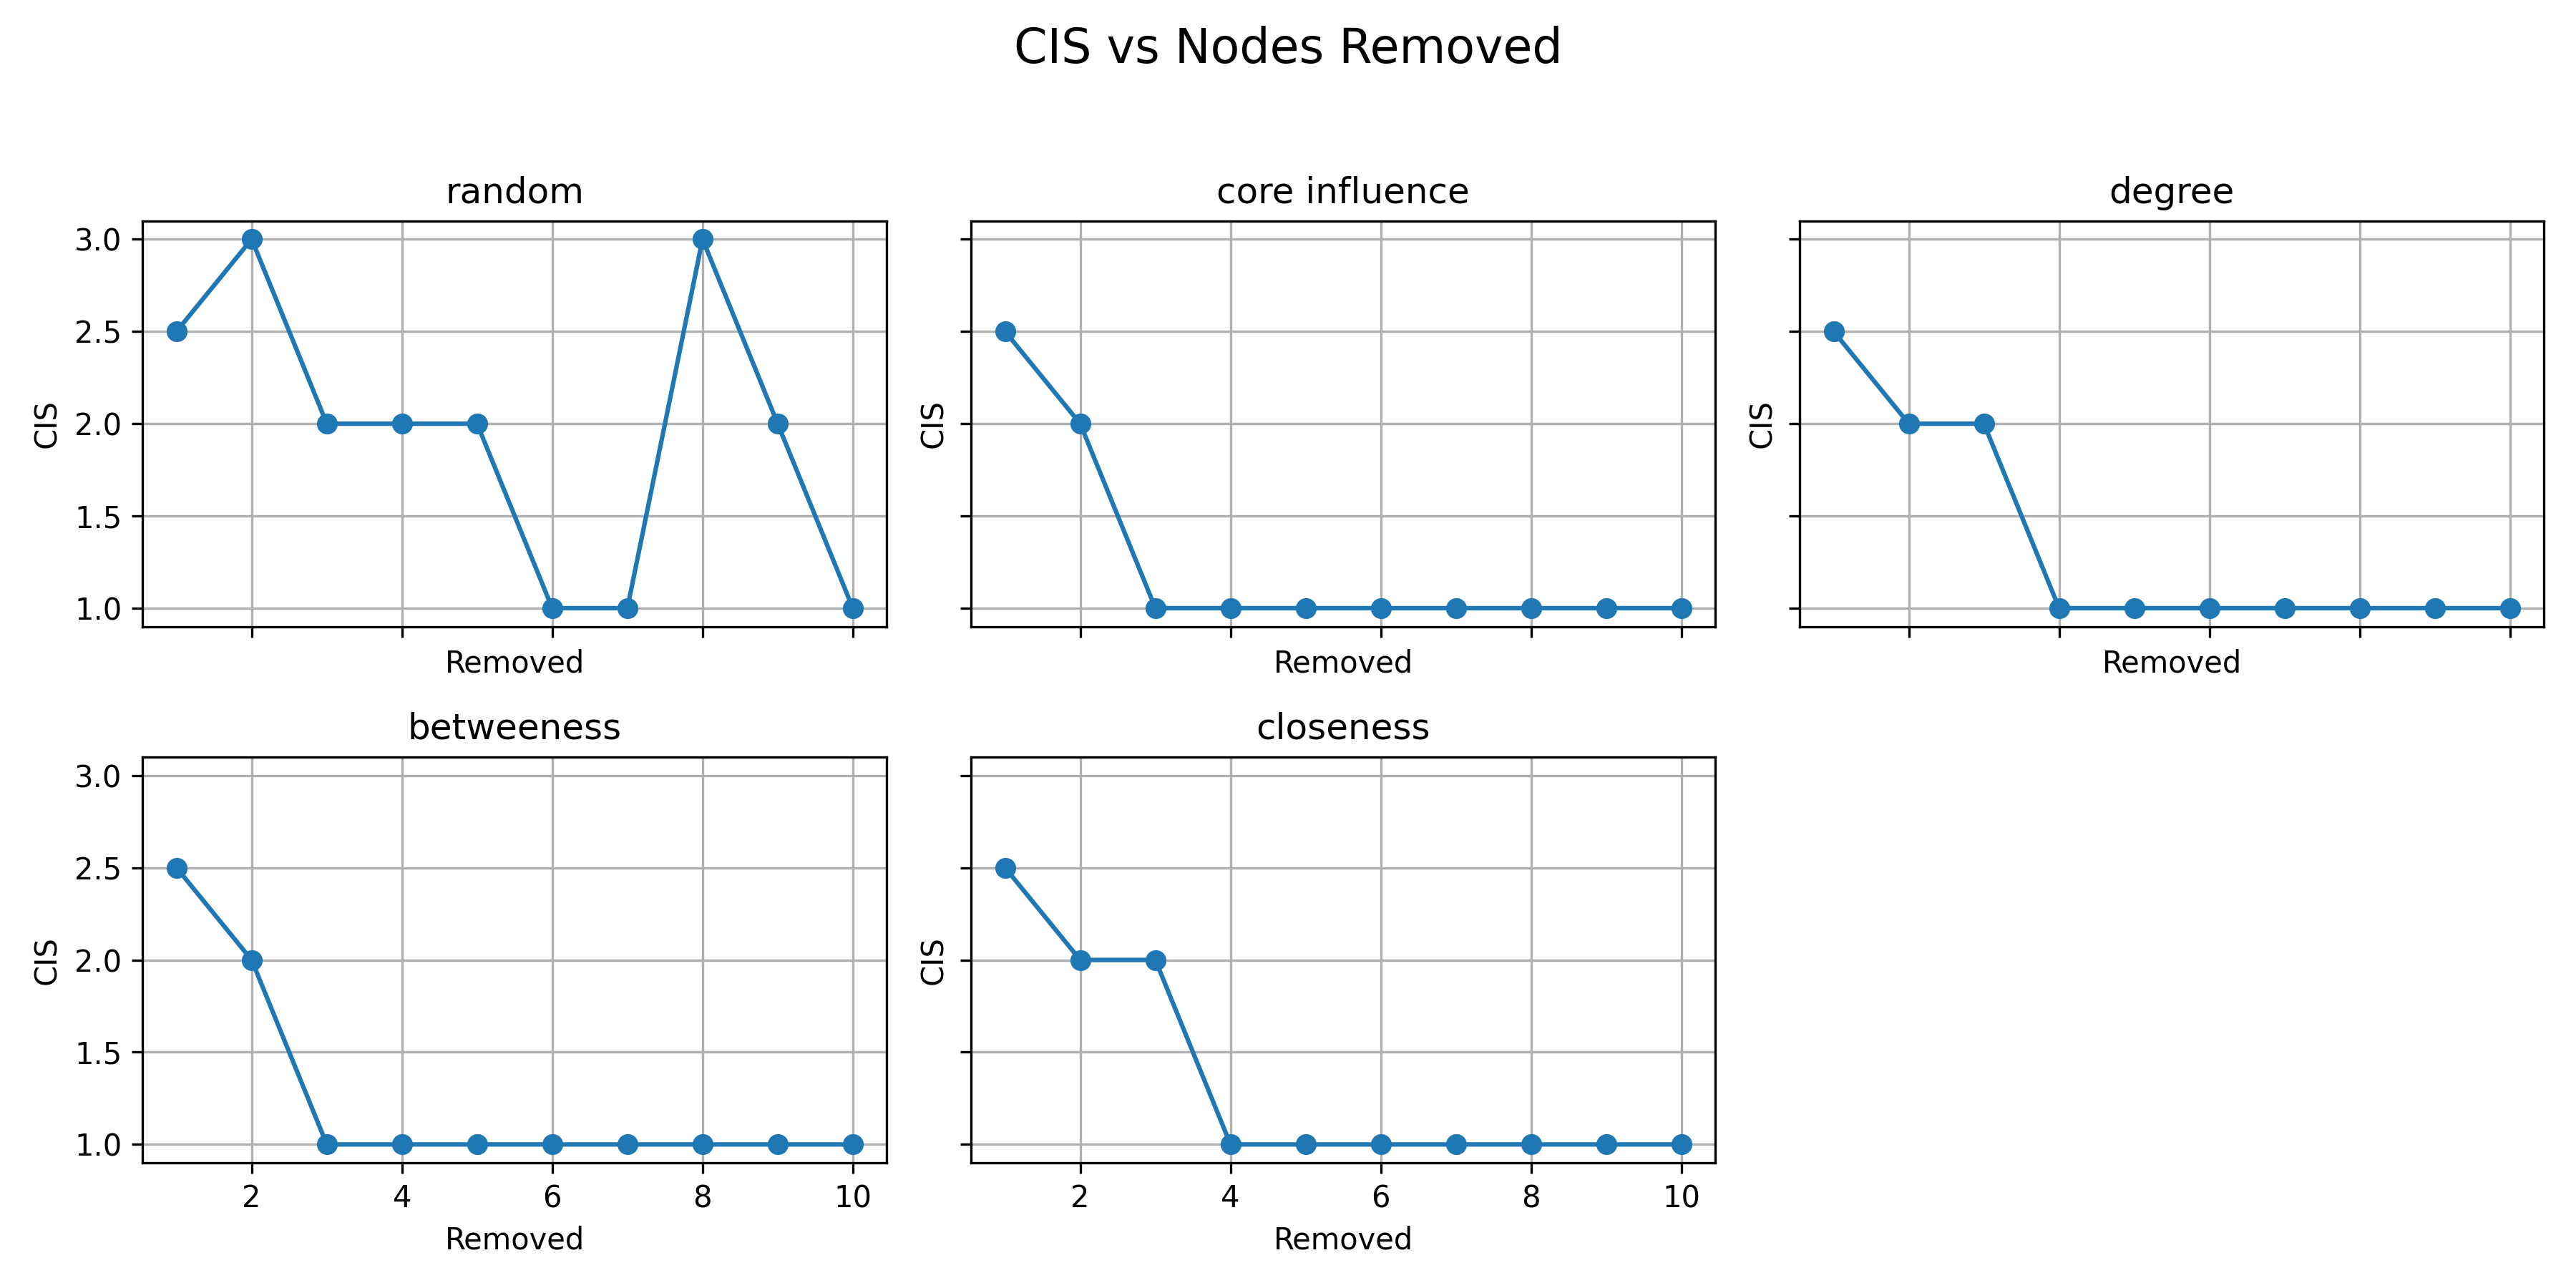 CIS vs Nodes Removed
random
core influence
degree
3.0
2.5
2.0
1.5
1.0
CIS
CIS
CIS
Removed
Removed
Removed
betweeness
closeness
3.0
2.5
2.0
1.5
1.0
CIS
CIS
2 4 6 8 10
2 4 6 8 10
Removed
Removed